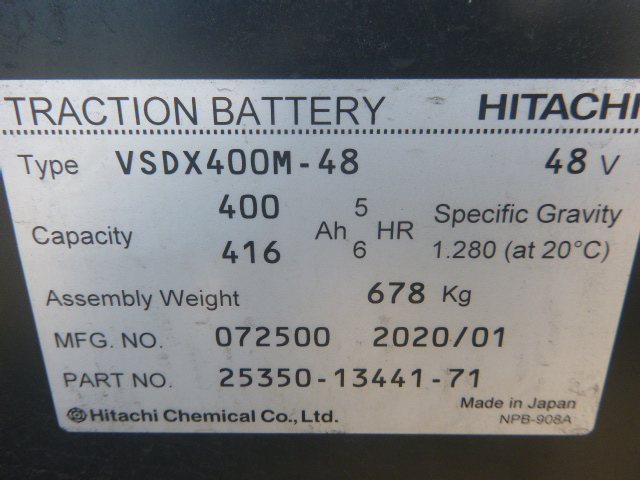 TRACTION BATTERY HITACHI
Type VSDX400M-48 48 V
Capacity 400 Ah 5 HR Specific Gravity
416 6 1.280 (at 20°C)
Assembly Weight 678 Kg
MFG. NO. 072500 2020/01
PART NO. 25350-13441-71
Hitachi Chemical Co., Ltd. Made in Japan
NPB-908A